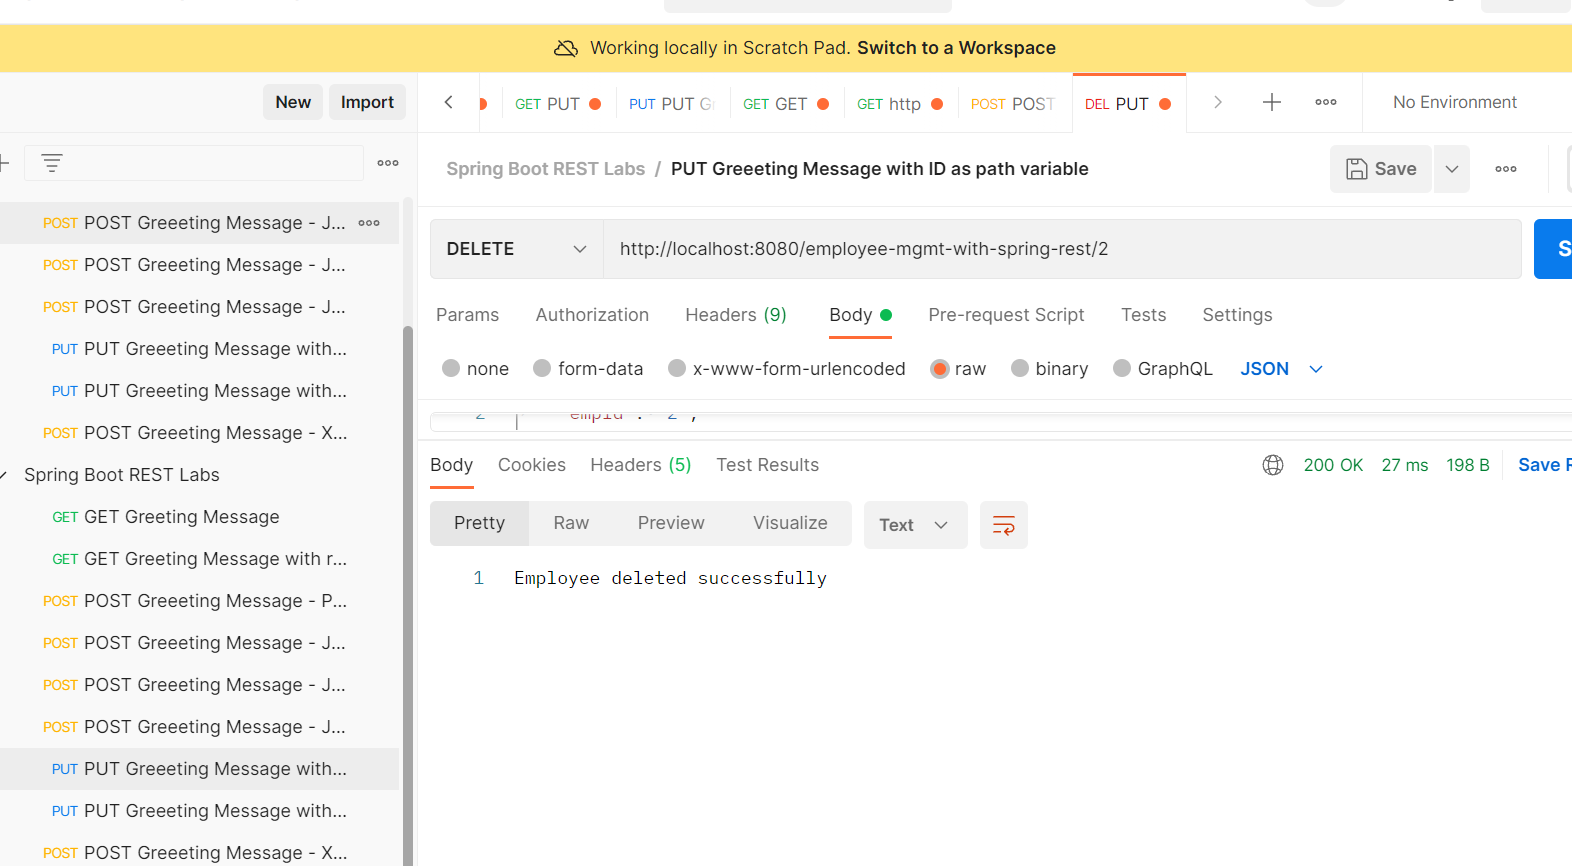 Working locally in Scratch Pad. Switch to a Workspace
New Import
GET PUT PUT PUT Gr GET GET GET http POST POST DEL PUT No Environment
Spring Boot REST Labs / PUT Greeeting Message with ID as path variable Save
DELETE http://localhost:8080/employee-mgmt-with-spring-rest/2 S
Params Authorization Headers (9) Body Pre-request Script Tests Settings
none form-data x-www-form-urlencoded raw binary GraphQL JSON
2 empid : 2 ,
Body Cookies Headers (5) Test Results 200 OK 27 ms 198 B Save R
Pretty Raw Preview Visualize Text
1 Employee deleted successfully
POST POST Greeeting Message - J...
POST POST Greeeting Message - J...
POST POST Greeeting Message - J...
PUT PUT Greeeting Message with...
PUT PUT Greeeting Message with...
POST POST Greeeting Message - X...
Spring Boot REST Labs
GET GET Greeting Message
GET GET Greeting Message with r...
POST POST Greeeting Message - P...
POST POST Greeeting Message - J...
POST POST Greeeting Message - J...
POST POST Greeeting Message - J...
PUT PUT Greeeting Message with...
PUT PUT Greeeting Message with...
POST POST Greeeting Message - X...